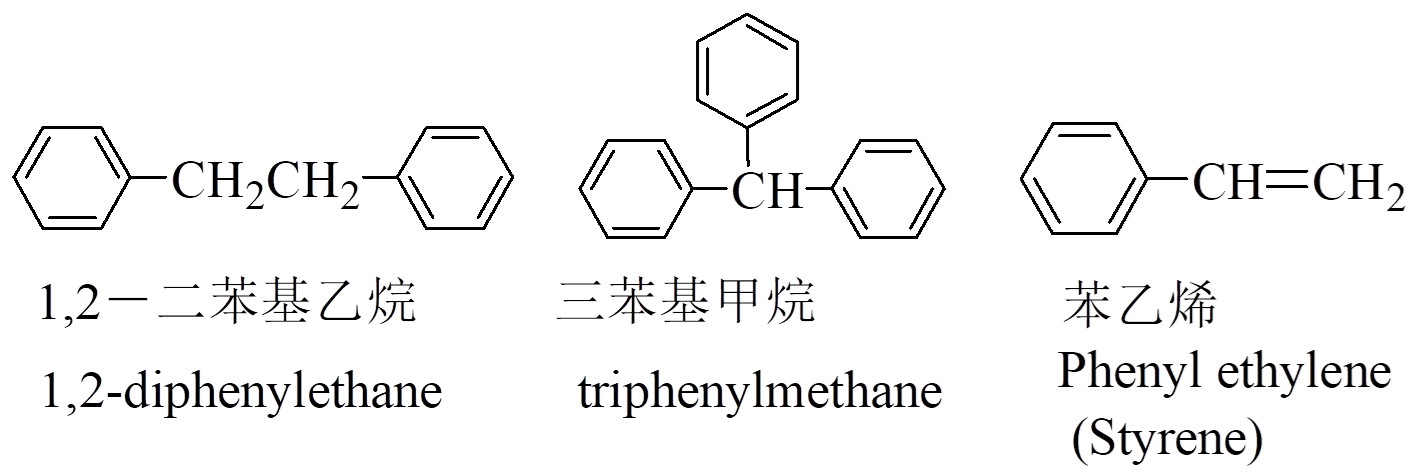 CH₂CH₂
CH
CH=CH₂
1,2－二苯基乙烷
三苯基甲烷
苯乙烯
1,2-diphenylethane
triphenylmethane
Phenyl ethylene
(Styrene)